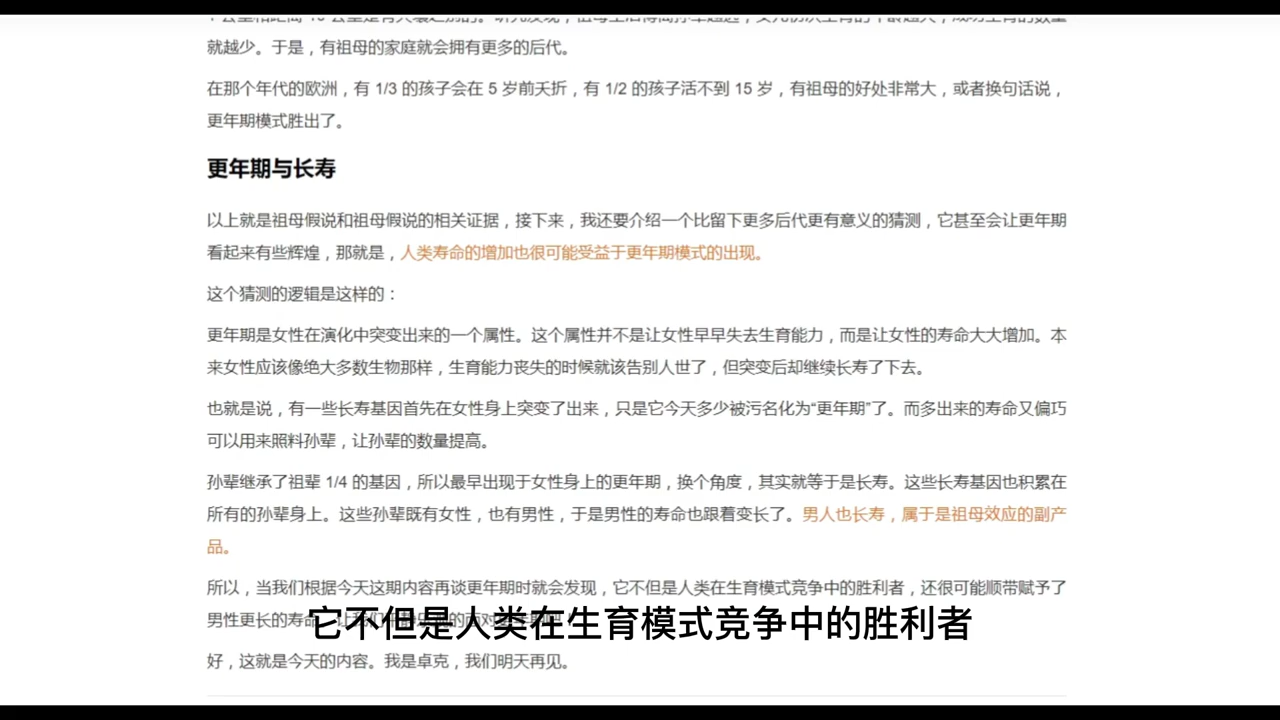 就越少。于是，有祖母的家庭就会拥有更多的后代。
在那个年代的欧洲，有 1/3 的孩子会在 5 岁前夭折，有 1/2 的孩子活不到 15 岁，有祖母的好处非常大，或者换句话说，
更年期模式胜出了。
更年期与长寿
以上就是祖母假说和祖母假说的相关证据，接下来，我还要介绍一个比留下更多后代更有意义的猜测，它甚至会让更年期
看起来有些辉煌，那就是，人类寿命的增加也很可能受益于更年期模式的出现。
这个猜测的逻辑是这样的：
更年期是女性在演化中突变出来的一个属性。这个属性并不是让女性早早失去生育能力，而是让女性的寿命大大增加。本
来女性应该像绝大多数生物那样，生育能力丧失的时候就该告别人世了，但突变后却继续长寿了下去。
也就是说，有一些长寿基因首先在女性身上突变了出来，只是它今天多少被污名化为“更年期”了。而多出来的寿命又偏巧
可以用来照料孙辈，让孙辈的数量提高。
孙辈继承了祖辈 1/4 的基因，所以最早出现于女性身上的更年期，换个角度，其实就等于是长寿。这些长寿基因也积累在
所有的孙辈身上。这些孙辈既有女性，也有男性，于是男性的寿命也跟着变长了。男人也长寿，属于是祖母效应的副产
品。
所以，当我们根据今天这期内容再谈更年期时就会发现，它不但是人类在生育模式竞争中的胜利者，还很可能顺带赋予了
男性更长的寿命
它不但是人类在生育模式竞争中的胜利者
好，这就是今天的内容。我是卓克，我们明天再见。